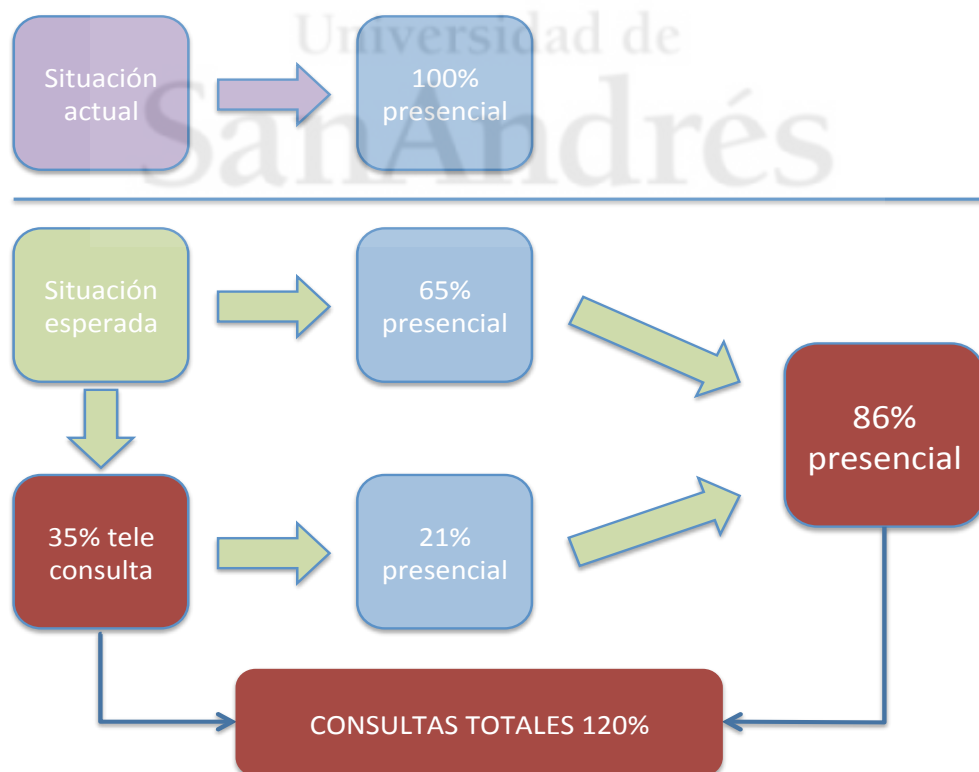 Universidad de
SanAndrés
Situación
actual
100%
presencial
Situación
esperada
65%
presencial
86%
presencial
35% tele
consulta
21%
presencial
CONSULTAS TOTALES 120%